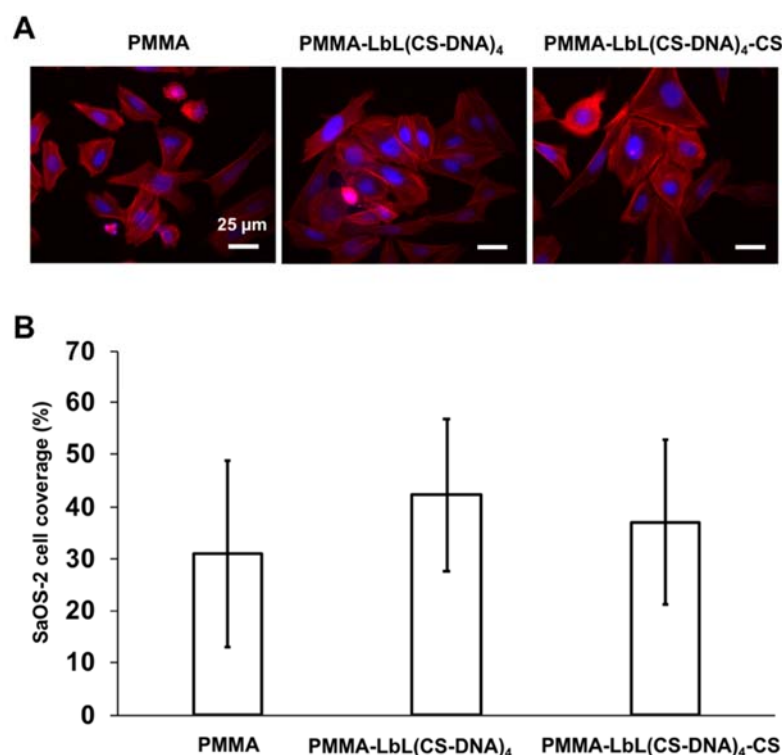 A
PMMA PMMA-LbL(CS-DNA)₄ PMMA-LbL(CS-DNA)₄-CS
25 µm
B
SaOS-2 cell coverage (%)
70
60
50
40
30
20
10
0
PMMA PMMA-LbL(CS-DNA)₄ PMMA-LbL(CS-DNA)₄-CS